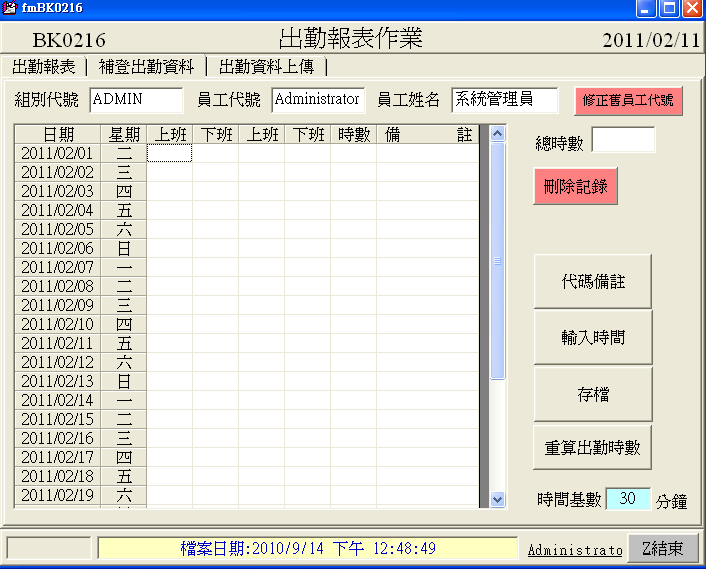 fmBK0216
BK0216 出勤報表作業 2011/02/11
出勤報表 補登出勤資料 出勤資料上傳
組別代號 ADMIN 員工代號 Administrator 員工姓名 系統管理員 修正舊員工代號
日期 星期 上班 下班 上班 下班 時數 備 註
2011/02/01 二
2011/02/02 三
2011/02/03 四
2011/02/04 五
2011/02/05 六
2011/02/06 日
2011/02/07 一
2011/02/08 二
2011/02/09 三
2011/02/10 四
2011/02/11 五
2011/02/12 六
2011/02/13 日
2011/02/14 一
2011/02/15 二
2011/02/16 三
2011/02/17 四
2011/02/18 五
2011/02/19 六
總時數
刪除記錄
代碼備註
輸入時間
存檔
重算出勤時數
時間基數 30 分鐘
檔案日期:2010/9/14 下午 12:48:49 Administrato Z結束